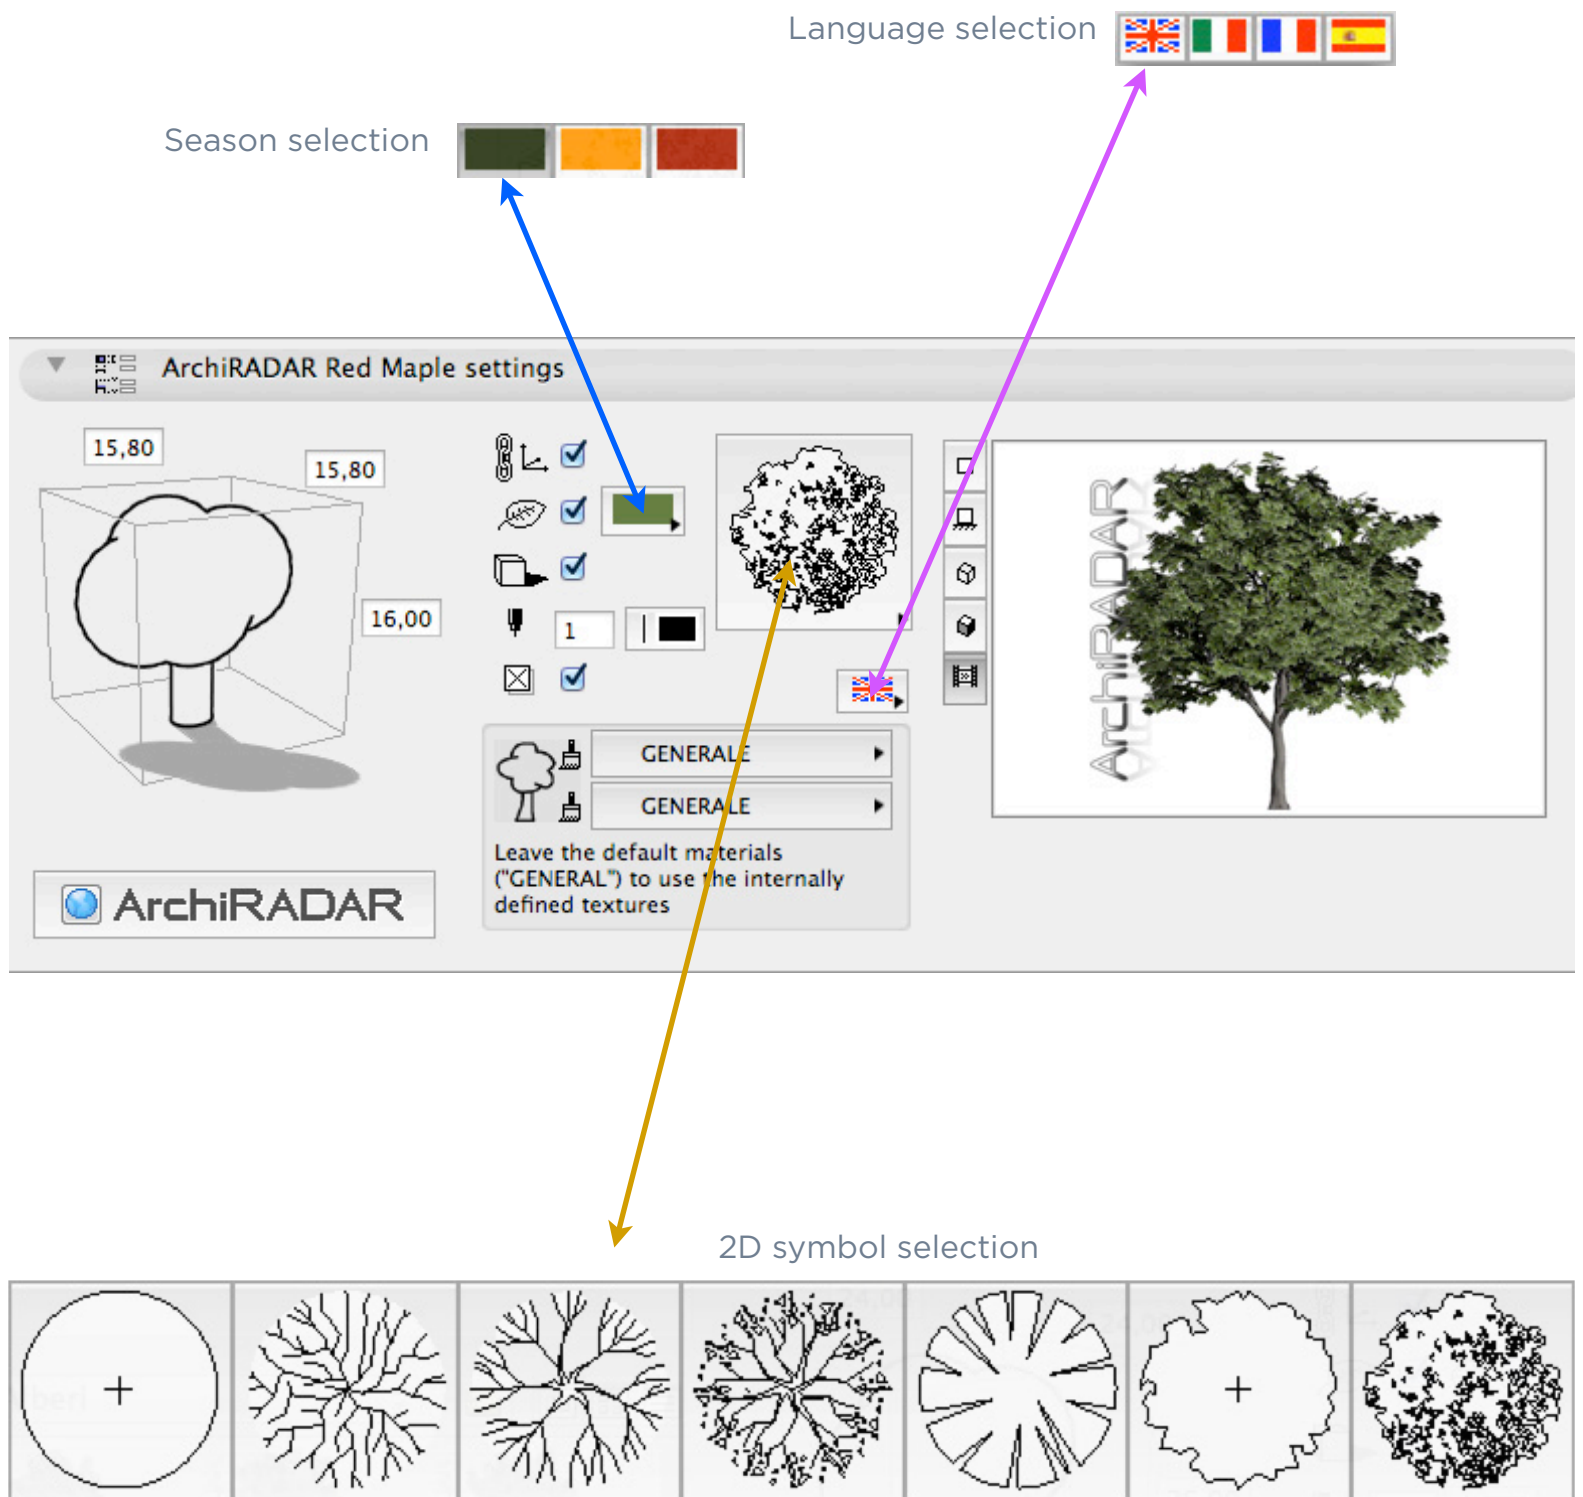 Language selection
Season selection
ArchiRADAR Red Maple settings
15,80
15,80
16,00
1
GENERALE
GENERALE
Leave the default materials
("GENERAL") to use the internally
defined textures
ArchiRADAR
ArchiRADAR
2D symbol selection